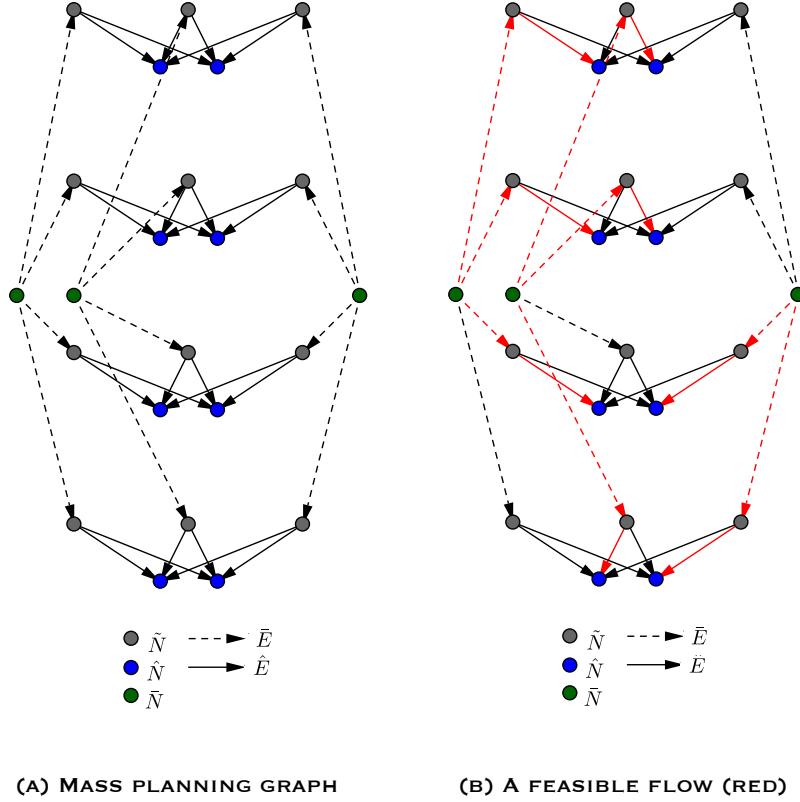 Ñ Ē
N̂ Ê
N̄
Ñ Ē
N̂ Ë
N̄
(A) MASS PLANNING GRAPH
(B) A FEASIBLE FLOW (RED)